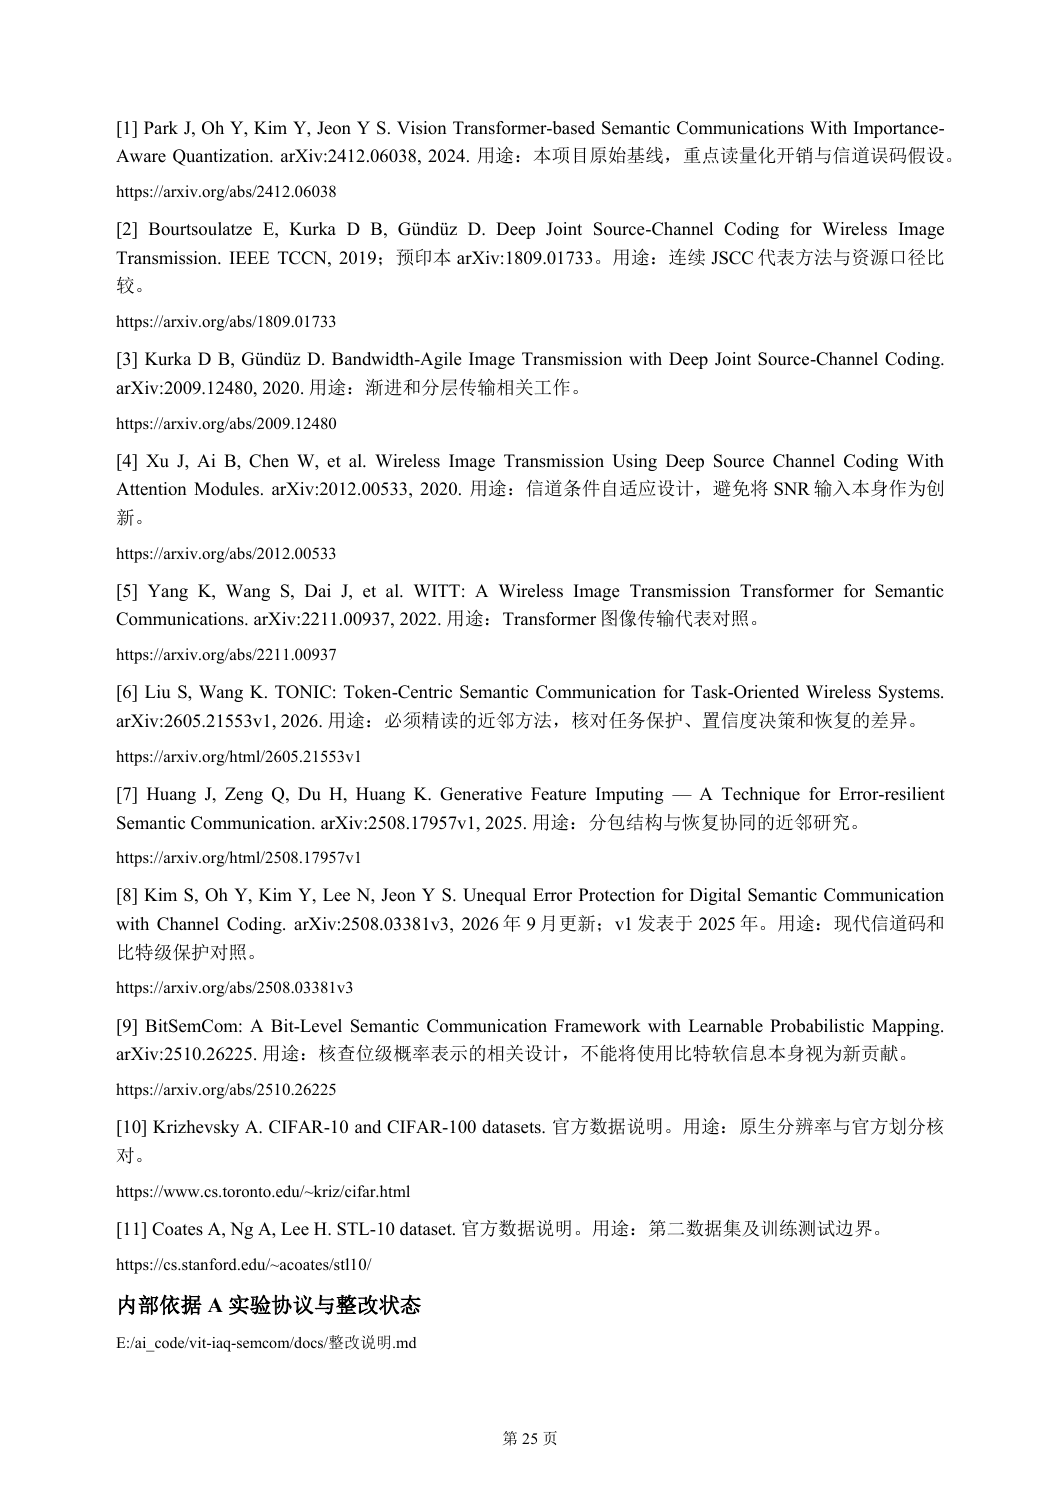 [1] Park J, Oh Y, Kim Y, Jeon Y S. Vision Transformer-based Semantic Communications With Importance-
Aware Quantization. arXiv:2412.06038, 2024. 用途：本项目原始基线，重点读量化开销与信道误码假设。
https://arxiv.org/abs/2412.06038
[2] Bourtsoulatze E, Kurka D B, Gündüz D. Deep Joint Source-Channel Coding for Wireless Image
Transmission. IEEE TCCN, 2019；预印本 arXiv:1809.01733。用途：连续 JSCC 代表方法与资源口径比
较。
https://arxiv.org/abs/1809.01733
[3] Kurka D B, Gündüz D. Bandwidth-Agile Image Transmission with Deep Joint Source-Channel Coding.
arXiv:2009.12480, 2020. 用途：渐进和分层传输相关工作。
https://arxiv.org/abs/2009.12480
[4] Xu J, Ai B, Chen W, et al. Wireless Image Transmission Using Deep Source Channel Coding With
Attention Modules. arXiv:2012.00533, 2020. 用途：信道条件自适应设计，避免将 SNR 输入本身作为创
新。
https://arxiv.org/abs/2012.00533
[5] Yang K, Wang S, Dai J, et al. WITT: A Wireless Image Transmission Transformer for Semantic
Communications. arXiv:2211.00937, 2022. 用途：Transformer 图像传输代表对照。
https://arxiv.org/abs/2211.00937
[6] Liu S, Wang K. TONIC: Token-Centric Semantic Communication for Task-Oriented Wireless Systems.
arXiv:2605.21553v1, 2026. 用途：必须精读的近邻方法，核对任务保护、置信度决策和恢复的差异。
https://arxiv.org/html/2605.21553v1
[7] Huang J, Zeng Q, Du H, Huang K. Generative Feature Imputing — A Technique for Error-resilient
Semantic Communication. arXiv:2508.17957v1, 2025. 用途：分包结构与恢复协同的近邻研究。
https://arxiv.org/html/2508.17957v1
[8] Kim S, Oh Y, Kim Y, Lee N, Jeon Y S. Unequal Error Protection for Digital Semantic Communication
with Channel Coding. arXiv:2508.03381v3, 2026 年 9 月更新；v1 发表于 2025 年。用途：现代信道码和
比特级保护对照。
https://arxiv.org/abs/2508.03381v3
[9] BitSemCom: A Bit-Level Semantic Communication Framework with Learnable Probabilistic Mapping.
arXiv:2510.26225. 用途：核查位级概率表示的相关设计，不能将使用比特软信息本身视为新贡献。
https://arxiv.org/abs/2510.26225
[10] Krizhevsky A. CIFAR-10 and CIFAR-100 datasets. 官方数据说明。用途：原生分辨率与官方划分核
对。
https://www.cs.toronto.edu/~kriz/cifar.html
[11] Coates A, Ng A, Lee H. STL-10 dataset. 官方数据说明。用途：第二数据集及训练测试边界。
https://cs.stanford.edu/~acoates/stl10/
内部依据 A 实验协议与整改状态
E:/ai_code/vit-iaq-semcom/docs/整改说明.md
第 25 页